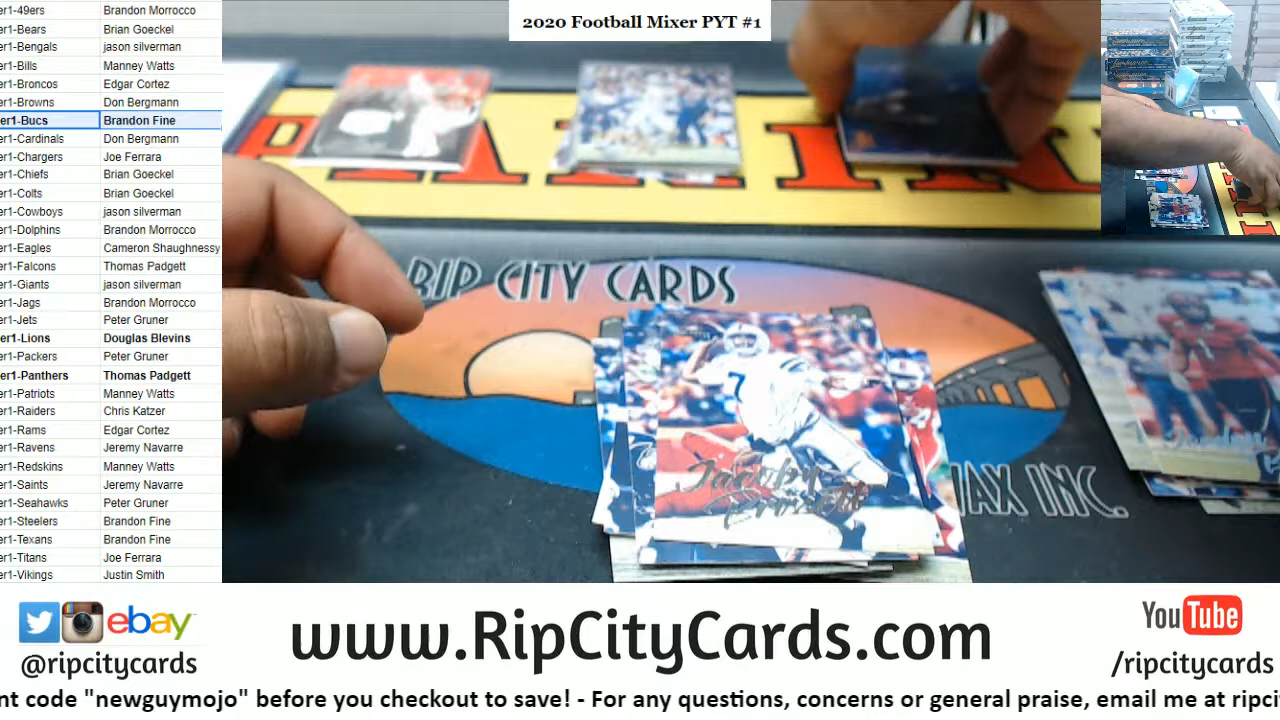 2020 Football Mixer PYT #1
er1-49ers Brandon Morrocco
er1-Bears Brian Goeckel
er1-Bengals jason silverman
er1-Bills Manney Watts
er1-Broncos Edgar Cortez
er1-Browns Don Bergmann
er1-Bucs Brandon Fine
er1-Cardinals Don Bergmann
er1-Chargers Joe Ferrara
er1-Chiefs Brian Goeckel
er1-Colts Brian Goeckel
er1-Cowboys jason silverman
er1-Dolphins Brandon Morrocco
er1-Eagles Cameron Shaughnessy
er1-Falcons Thomas Padgett
er1-Giants jason silverman
er1-Jags Brandon Morrocco
er1-Jets Peter Gruner
er1-Lions Douglas Blevins
er1-Packers Peter Gruner
er1-Panthers Thomas Padgett
er1-Patriots Manney Watts
er1-Raiders Chris Katzer
er1-Rams Edgar Cortez
er1-Ravens Jeremy Navarre
er1-Redskins Manney Watts
er1-Saints Jeremy Navarre
er1-Seahawks Peter Gruner
er1-Steelers Brandon Fine
er1-Texans Brandon Fine
er1-Titans Joe Ferrara
er1-Vikings Justin Smith
RIP CITY CARDS
7
Jacoby
Brissett
JAX INC.
ebay
@ripcitycards
www.RipCityCards.com
YouTube
/ripcitycards
nt code "newguymojo" before you checkout to save! - For any questions, concerns or general praise, email me at ripci